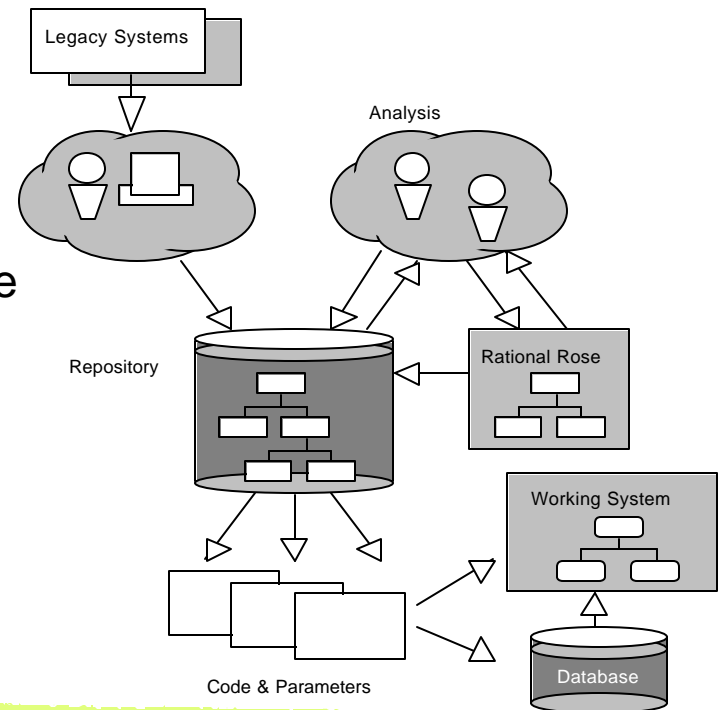 Legacy Systems
Analysis
e
Repository
Rational Rose
Working System
Database
Code & Parameters